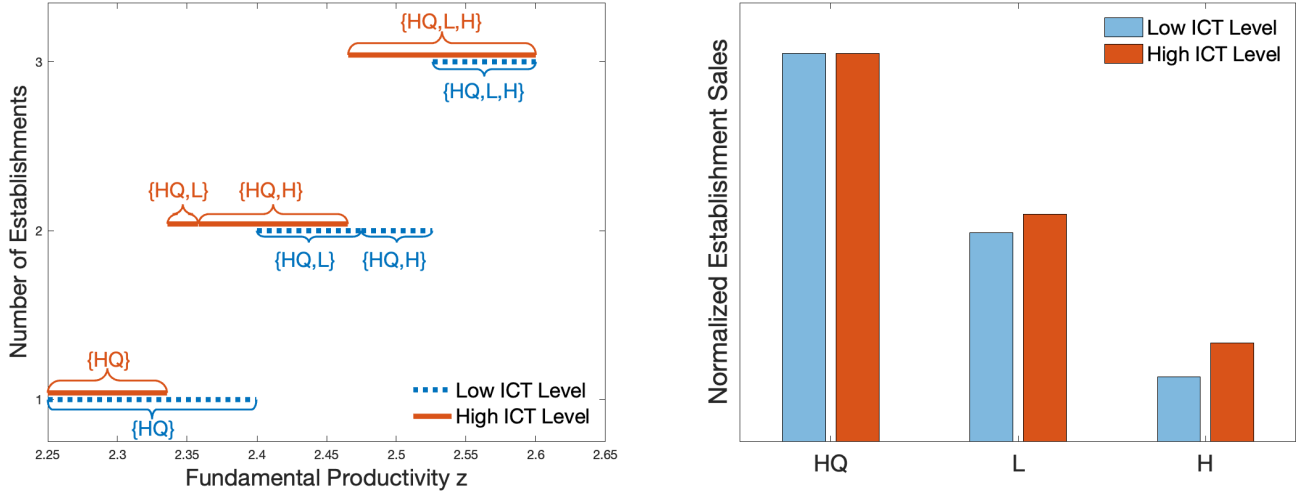 {HQ,L,H}
3
{HQ,L,H}
{HQ,L} {HQ,H}
2
{HQ,L} {HQ,H}
{HQ}
1
{HQ}
Low ICT Level
High ICT Level
2.25 2.3 2.35 2.4 2.45 2.5 2.55 2.6 2.65
Fundamental Productivity z
Number of Establishments
Low ICT Level
High ICT Level
Normalized Establishment Sales
HQ L H